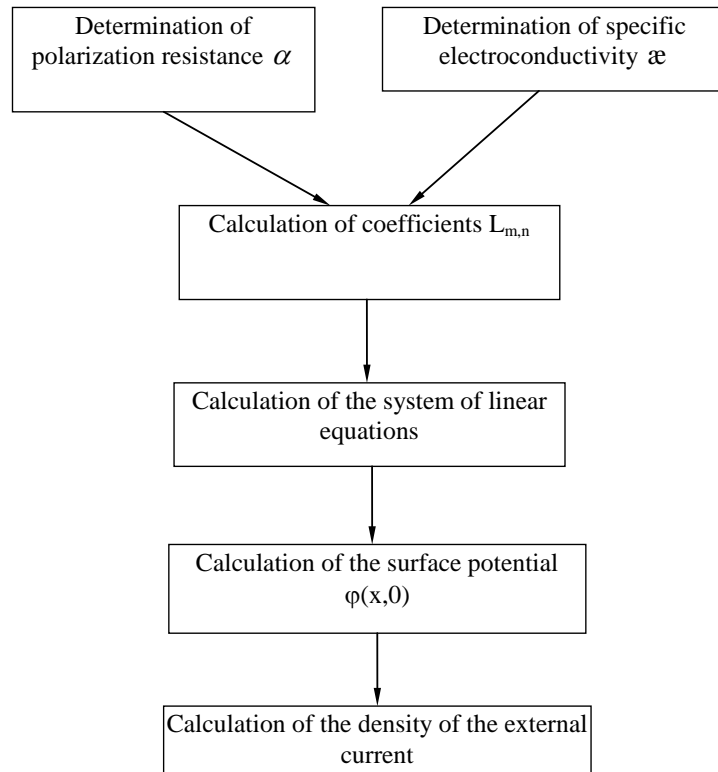 Determination of
polarization resistance α
Determination of specific
electroconductivity æ
Calculation of coefficients Lm,n
Calculation of the system of linear
equations
Calculation of the surface potential
φ(x,0)
Calculation of the density of the external
current